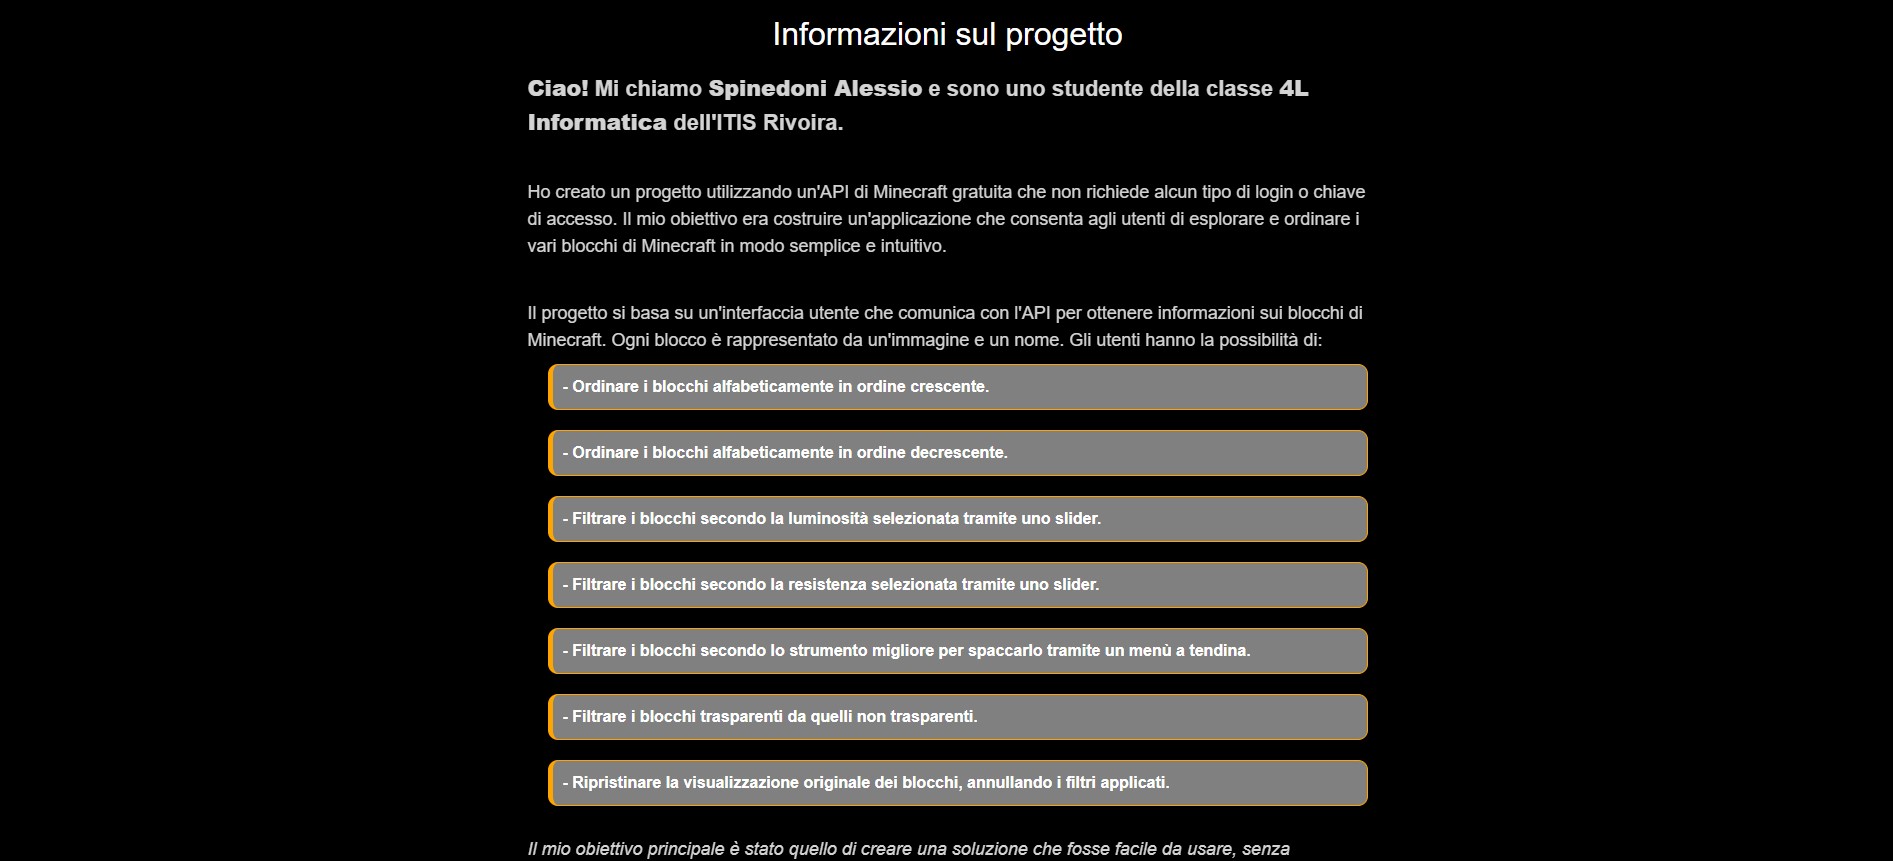 Informazioni sul progetto
Ciao! Mi chiamo Spinedoni Alessio e sono uno studente della classe 4L
Informatica dell'ITIS Rivoira.
Ho creato un progetto utilizzando un'API di Minecraft gratuita che non richiede alcun tipo di login o chiave
di accesso. Il mio obiettivo era costruire un'applicazione che consenta agli utenti di esplorare e ordinare i
vari blocchi di Minecraft in modo semplice e intuitivo.
Il progetto si basa su un'interfaccia utente che comunica con l'API per ottenere informazioni sui blocchi di
Minecraft. Ogni blocco è rappresentato da un'immagine e un nome. Gli utenti hanno la possibilità di:
- Ordinare i blocchi alfabeticamente in ordine crescente.
- Ordinare i blocchi alfabeticamente in ordine decrescente.
- Filtrare i blocchi secondo la luminosità selezionata tramite uno slider.
- Filtrare i blocchi secondo la resistenza selezionata tramite uno slider.
- Filtrare i blocchi secondo lo strumento migliore per spaccarlo tramite un menù a tendina.
- Filtrare i blocchi trasparenti da quelli non trasparenti.
- Ripristinare la visualizzazione originale dei blocchi, annullando i filtri applicati.
Il mio obiettivo principale è stato quello di creare una soluzione che fosse facile da usare, senza